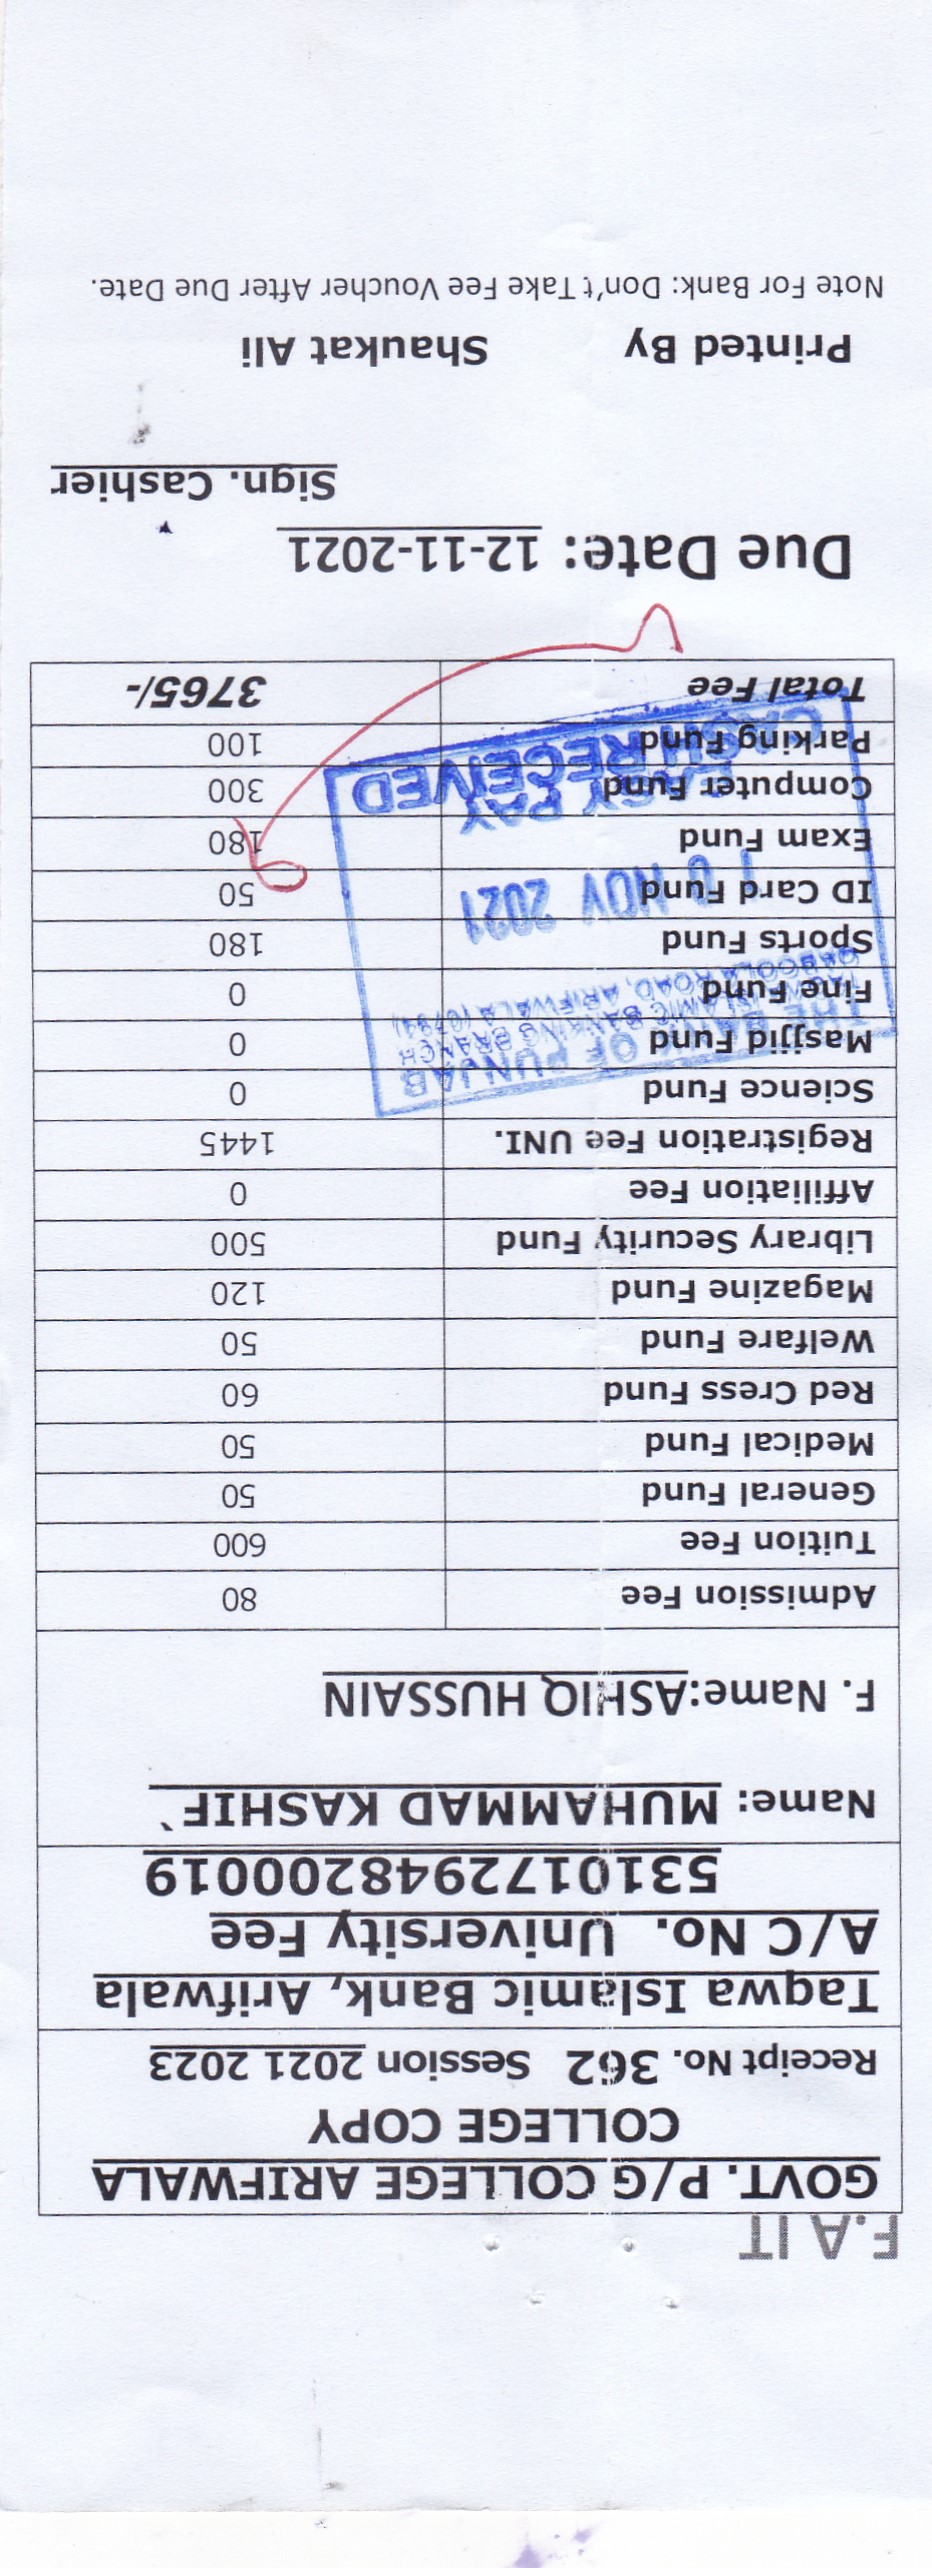 F.A IT
GOVT. P/G COLLEGE ARIFWALA
COLLEGE COPY
Receipt No. 362 Session 2021 2023
Taqwa Islamic Bank, Arifwala
A/C No. University Fee
5310172948200019
Name: MUHAMMAD KASHIF`
F. Name:ASHIQ HUSSAIN
Admission Fee 80
Tuition Fee 600
General Fund 50
Medical Fund 50
Red Cress Fund 60
Welfare Fund 50
Magazine Fund 120
Library Security Fund 500
Affiliation Fee 0
Registration Fee UNI. 1445
Science Fund 0
Masjjid Fund 0
Fine Fund 0
Sports Fund 180
ID Card Fund 50
Exam Fund 180
Computer Fund 300
Parking Fund 100
Total Fee 3765/-
THE BANK OF PUNJAB
TAQWA ISLAMIC BANKING BRANCH
QABOOLA ROAD, ARIFWALA (0784)
10 NOV 2021
EASY PAY
CASH RECEIVED
Due Date: 12-11-2021
Sign. Cashier
Printed By Shaukat Ali
Note For Bank: Don't Take Fee Voucher After Due Date.